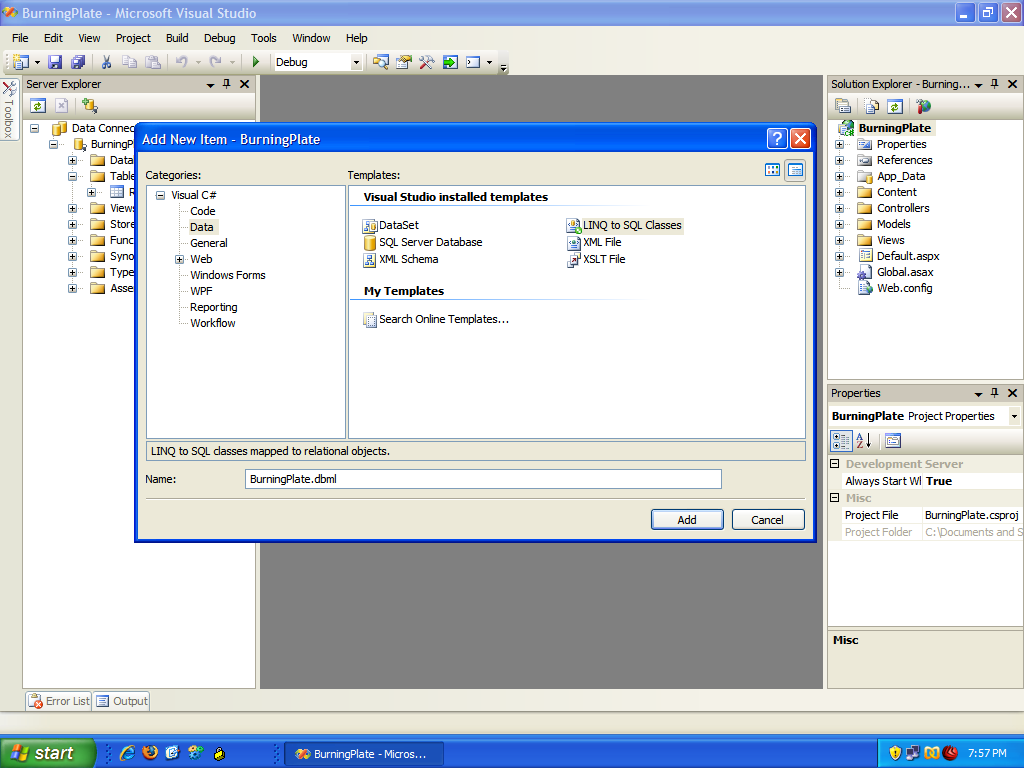 BurningPlate - Microsoft Visual Studio
File Edit View Project Build Debug Tools Window Help
Debug
Toolbox
Server Explorer
Data Connec
BurningP
Data
Table
R
Views
Store
Func
Syno
Type
Asse
Add New Item - BurningPlate
Categories:
Visual C#
Code
Data
General
Web
Windows Forms
WPF
Reporting
Workflow
Templates:
Visual Studio installed templates
DataSet
LINQ to SQL Classes
SQL Server Database
XML File
XML Schema
XSLT File
My Templates
Search Online Templates...
LINQ to SQL classes mapped to relational objects.
Name: BurningPlate.dbml
Add Cancel
Solution Explorer - Burning...
BurningPlate
Properties
References
App_Data
Content
Controllers
Models
Views
Default.aspx
Global.asax
Web.config
Properties
BurningPlate Project Properties
Development Server
Always Start Wl True
Misc
Project File BurningPlate.csproj
Project Folder C:\Documents and S
Misc
Error List Output
start BurningPlate - Micros... 7:57 PM